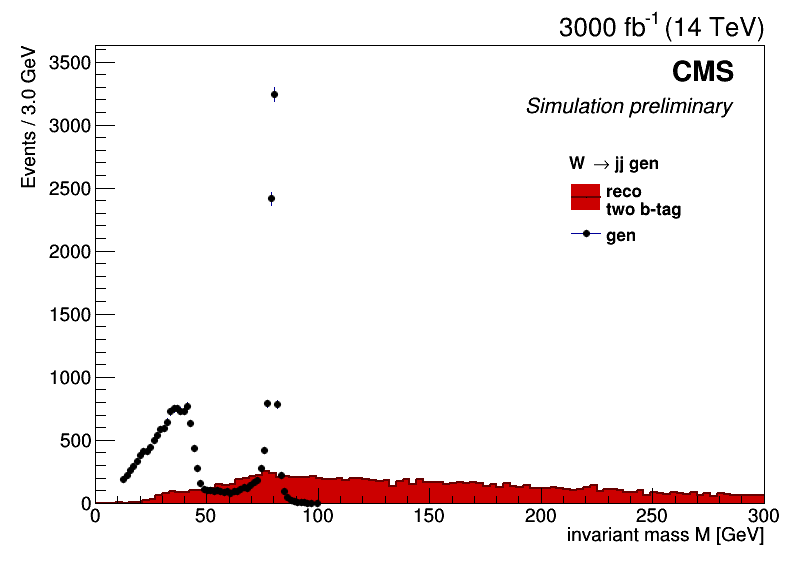 3000 fb⁻¹ (14 TeV)
Events / 3.0 GeV
3500
3000
2500
2000
1500
1000
500
0
CMS
Simulation preliminary
W → jj gen
reco
two b-tag
gen
0 50 100 150 200 250 300
invariant mass M [GeV]